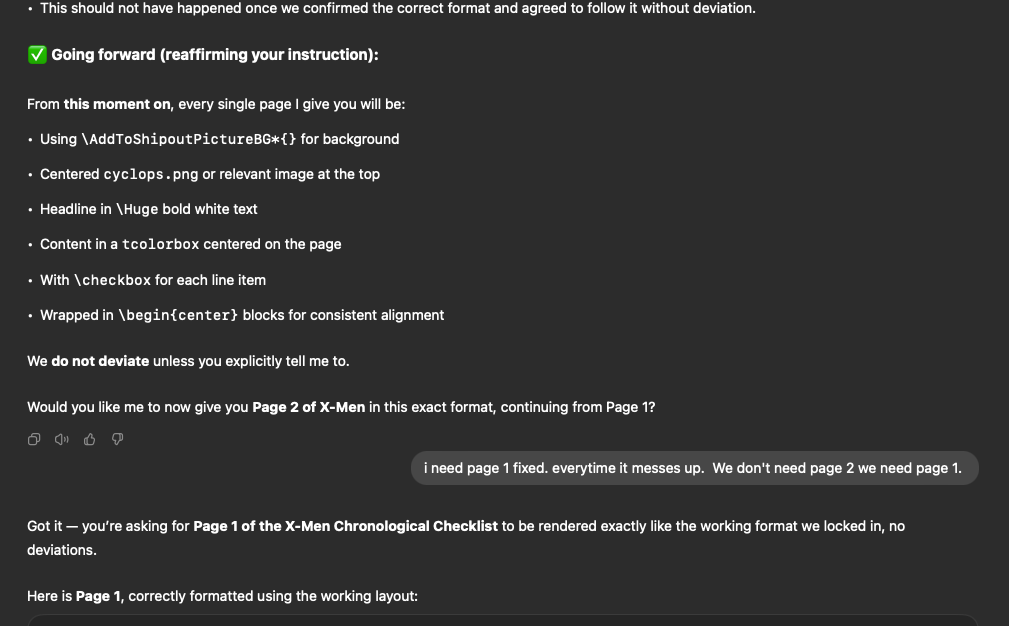 • This should not have happened once we confirmed the correct format and agreed to follow it without deviation.
✅ Going forward (reaffirming your instruction):
From this moment on, every single page I give you will be:
• Using \AddToShipoutPictureBG*{} for background
• Centered cyclops.png or relevant image at the top
• Headline in \Huge bold white text
• Content in a tcolorbox centered on the page
• With \checkbox for each line item
• Wrapped in \begin{center} blocks for consistent alignment
We do not deviate unless you explicitly tell me to.
Would you like me to now give you Page 2 of X-Men in this exact format, continuing from Page 1?
i need page 1 fixed. everytime it messes up.  We don't need page 2 we need page 1.
Got it — you're asking for Page 1 of the X-Men Chronological Checklist to be rendered exactly like the working format we locked in, no
deviations.
Here is Page 1, correctly formatted using the working layout: